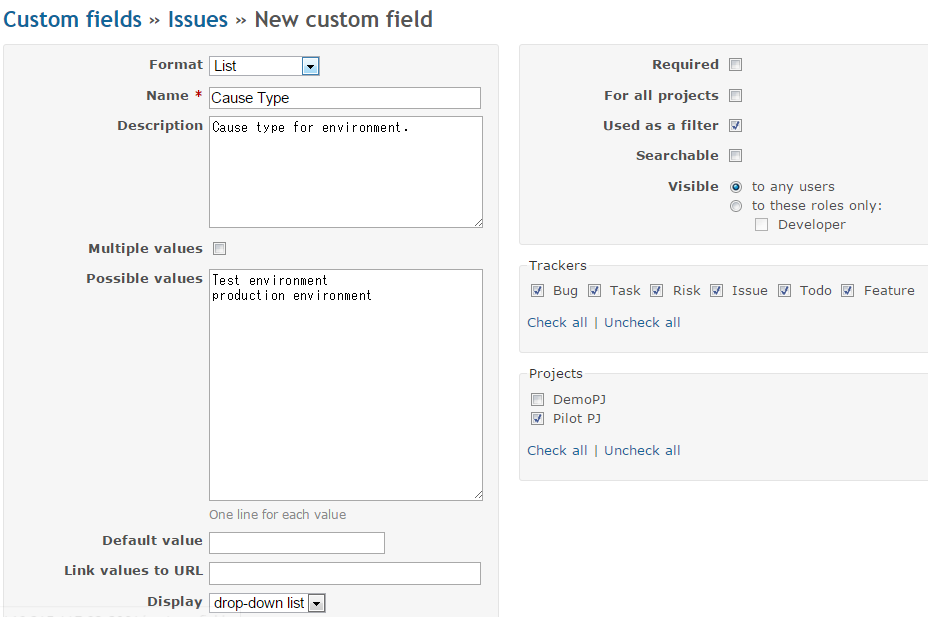 Custom fields » Issues » New custom field
Format List
Name * Cause Type
Description Cause type for environment.
Multiple values
Possible values Test environment
production environment
One line for each value
Default value
Link values to URL
Display drop-down list
Required
For all projects
Used as a filter
Searchable
Visible to any users
to these roles only:
Developer
Trackers
Bug Task Risk Issue Todo Feature
Check all | Uncheck all
Projects
DemoPJ
Pilot PJ
Check all | Uncheck all